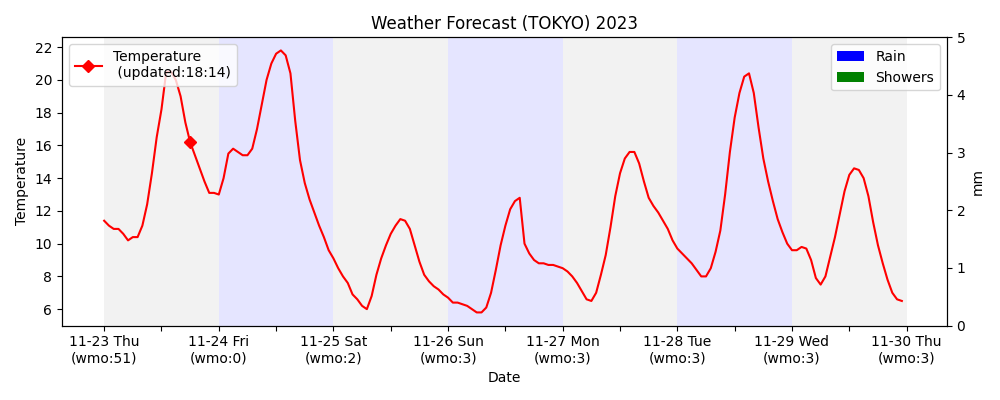 Weather Forecast (TOKYO) 2023
Temperature
(updated:18:14)
Rain
Showers
22
20
18
16
14
12
10
8
6
Temperature
5
4
3
2
1
0
mm
11-23 Thu
(wmo:51)
11-24 Fri
(wmo:0)
11-25 Sat
(wmo:2)
11-26 Sun
(wmo:3)
11-27 Mon
(wmo:3)
11-28 Tue
(wmo:3)
11-29 Wed
(wmo:3)
11-30 Thu
(wmo:3)
Date